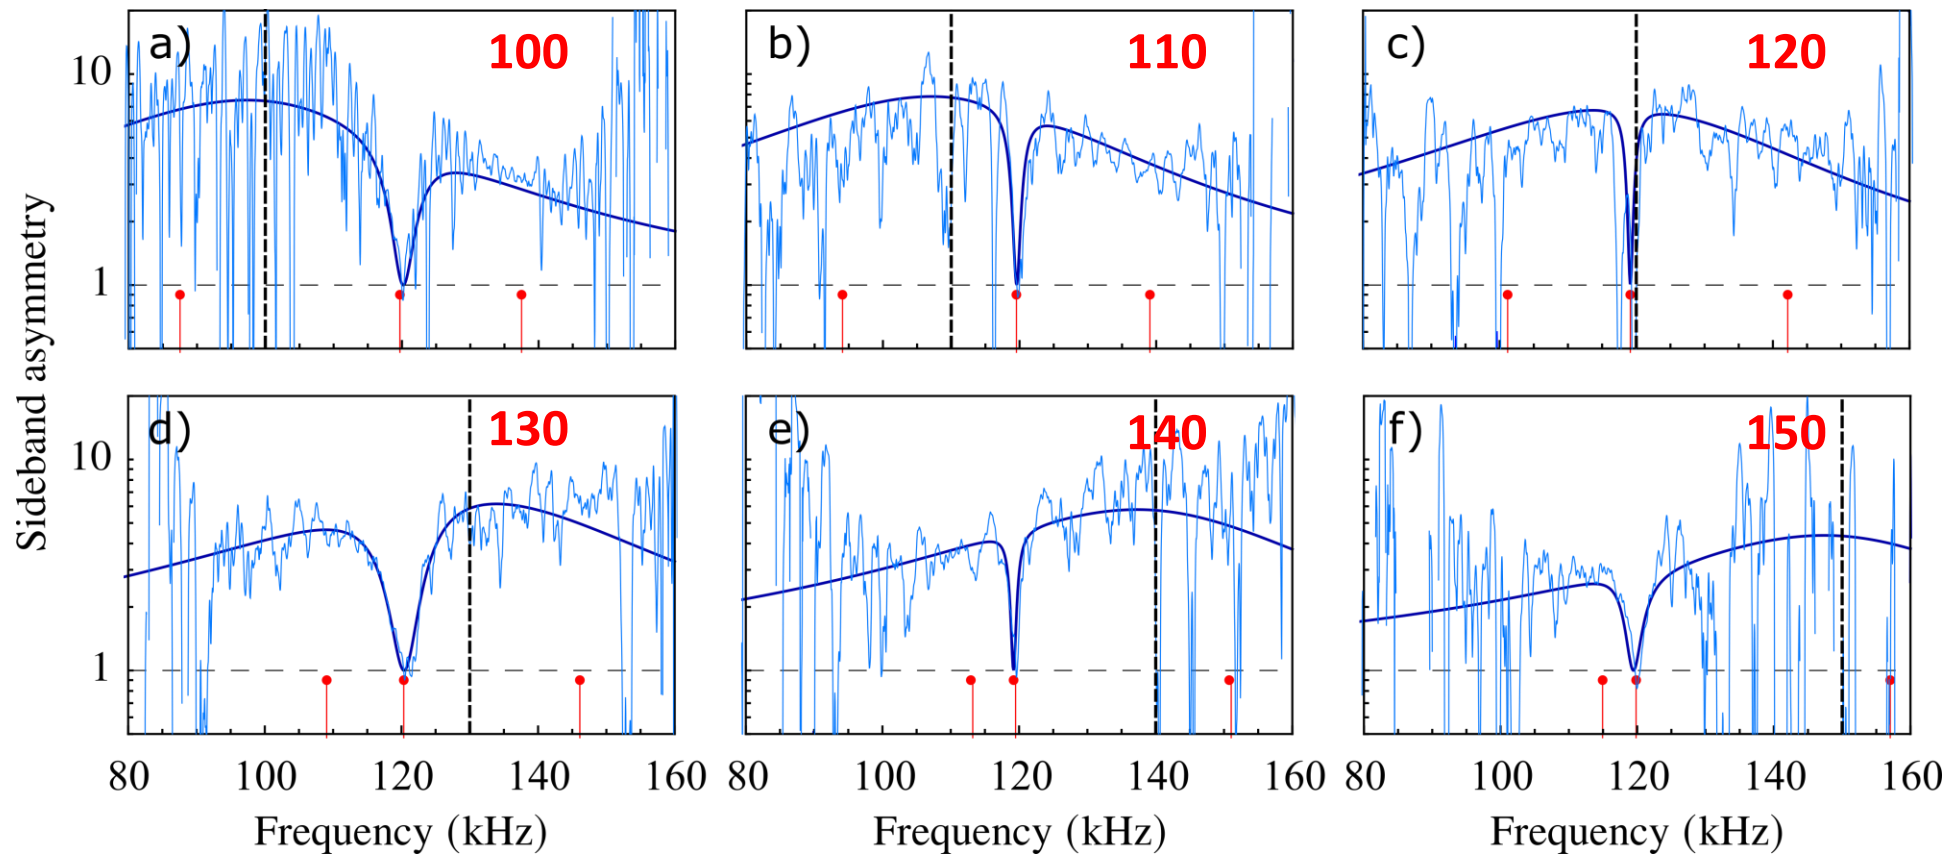 a) 100
b) 110
c) 120
10
1
Sideband asymmetry
d) 130
e) 140
f) 150
10
1
80 100 120 140 160
80 100 120 140 160
80 100 120 140 160
Frequency (kHz)
Frequency (kHz)
Frequency (kHz)